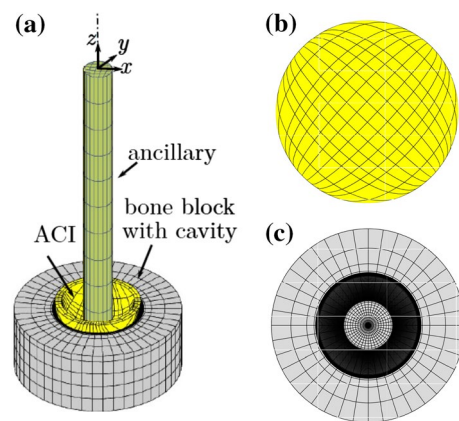 (a)
z
y
x
ancillary
bone block
with cavity
ACI
(b)
(c)